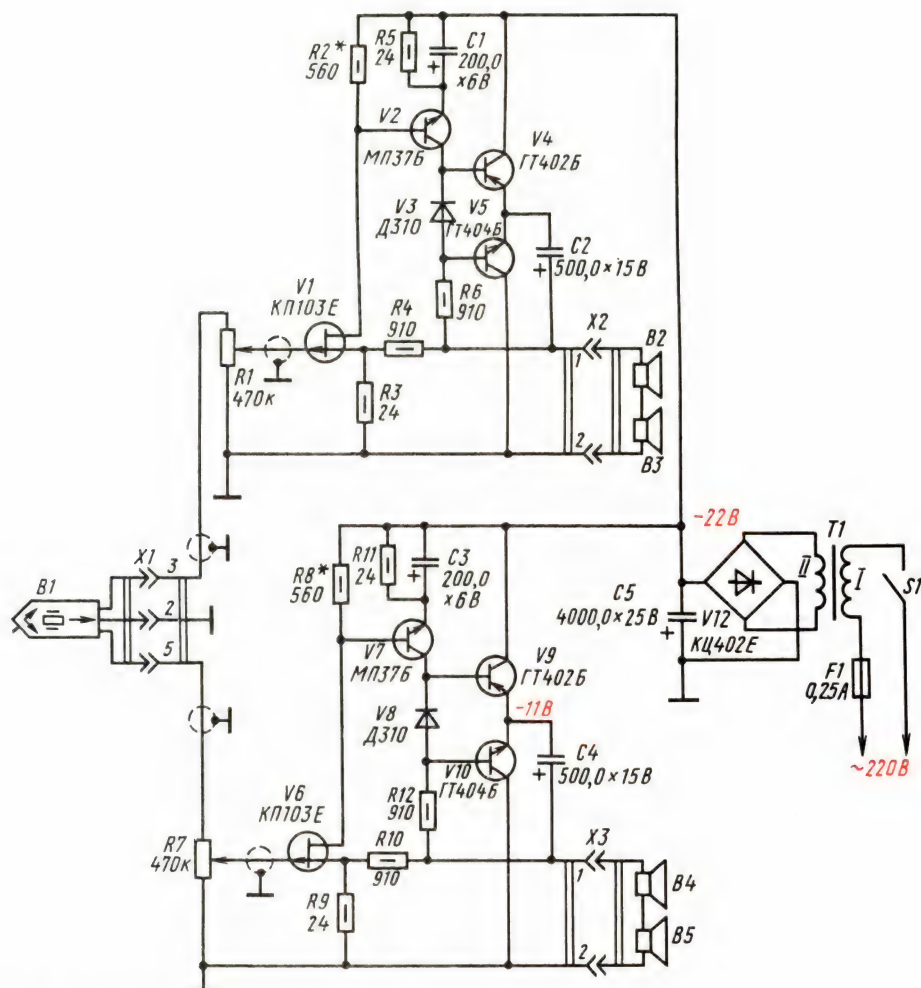 R2*
560
R5
24
C1
200,0
×6В
V2
МП37Б
V4
ГТ402Б
V3
Д310
V5
ГТ404Б
C2
500,0×15В
V1
КП103Е
R4
910
R6
910
X2
1
B2
R1
470к
R3
24
2
B3
B1
X1
3
2
5
-22В
R8*
560
R11
24
C3
200,0
×6В
V7
МП37Б
V9
ГТ402Б
V8
Д310
-11В
V10
ГТ404Б
C4
500,0×15В
C5
4000,0×25В
V12
КЦ402Е
II
T1
I
S1
F1
0,25А
~220В
V6
КП103Е
R12
910
R10
910
X3
1
B4
R7
470к
R9
24
2
B5